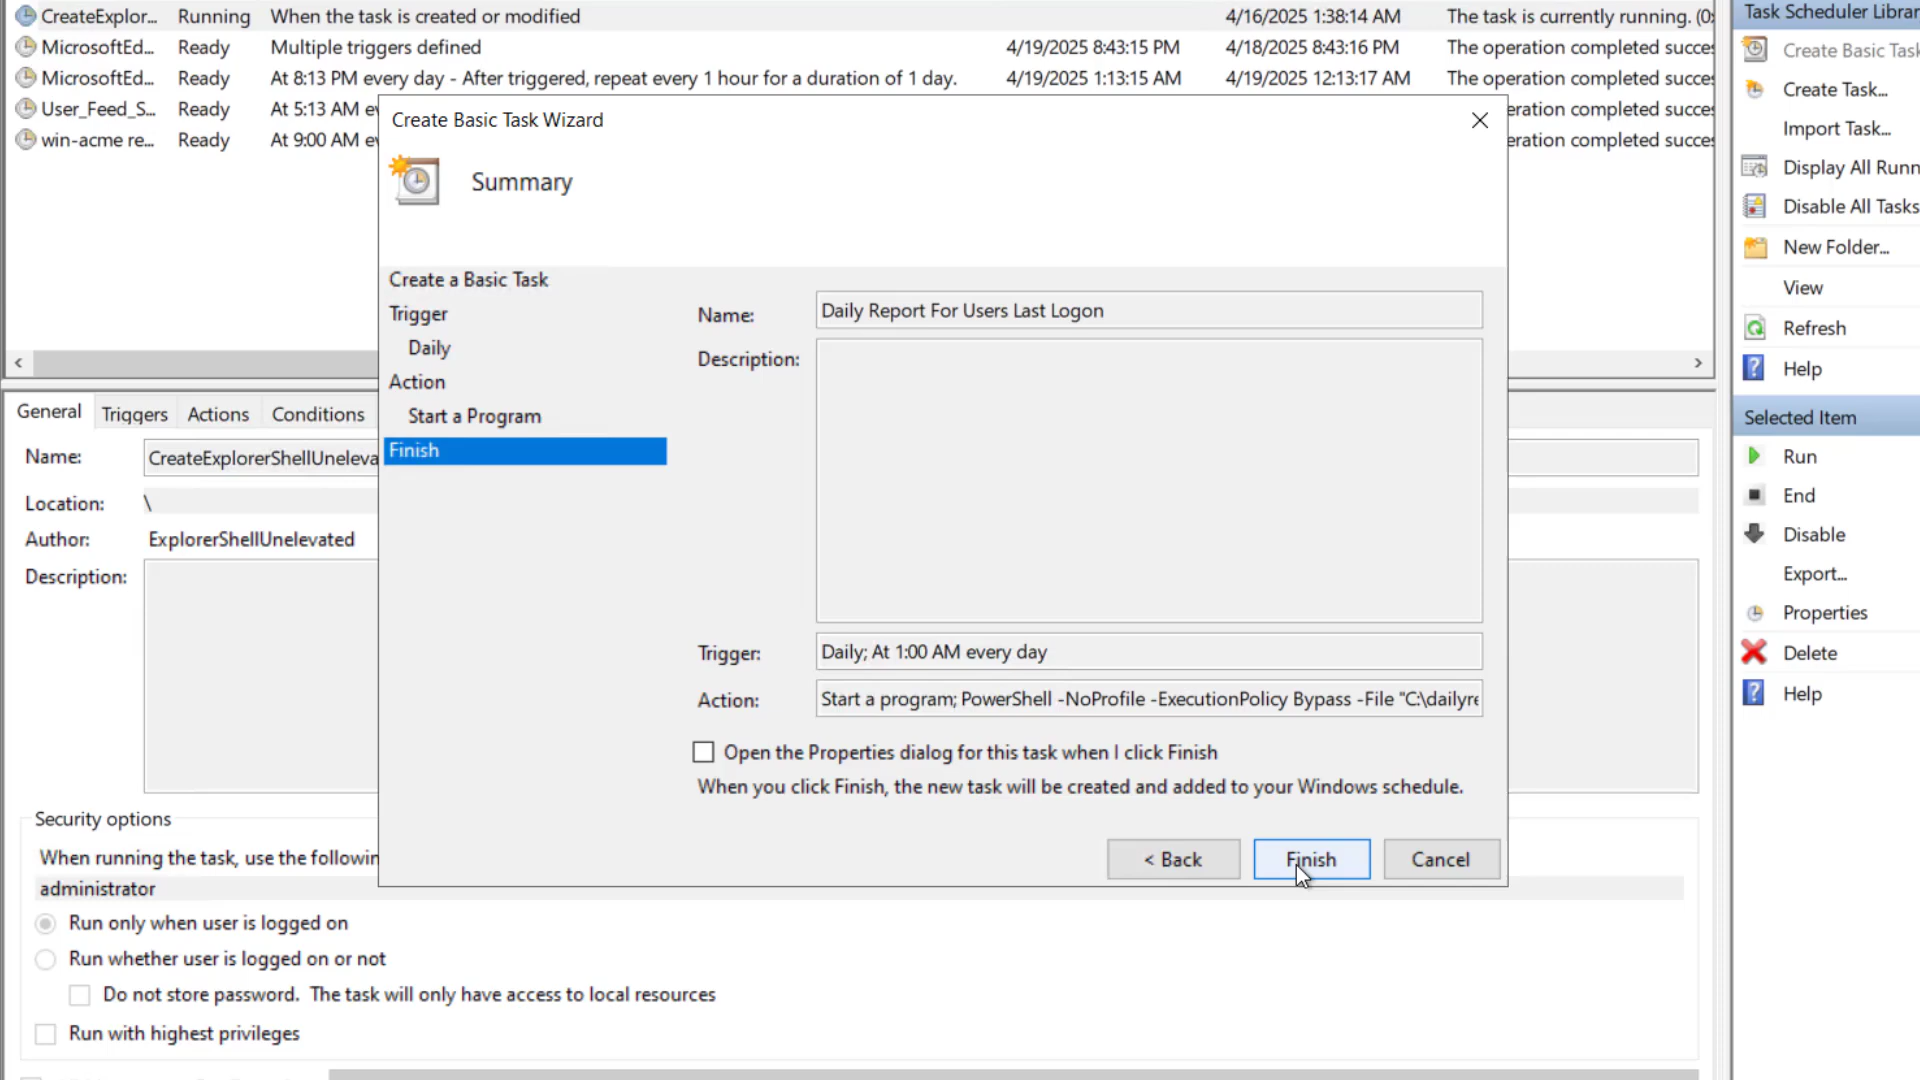 CreateExplor... Running When the task is created or modified 4/16/2025 1:38:14 AM The task is currently running. (0
MicrosoftEd... Ready Multiple triggers defined 4/19/2025 8:43:15 PM 4/18/2025 8:43:16 PM The operation completed succes
MicrosoftEd... Ready At 8:13 PM every day - After triggered, repeat every 1 hour for a duration of 1 day. 4/19/2025 1:13:15 AM 4/19/2025 12:13:17 AM The operation completed succes
User_Feed_S... Ready At 5:13 AM ev eration completed succes
win-acme re... Ready At 9:00 AM ev eration completed succes
Create Basic Task Wizard
Summary
Create a Basic Task
Trigger
Daily
Action
Start a Program
Finish
Name: Daily Report For Users Last Logon
Description:
Trigger: Daily; At 1:00 AM every day
Action: Start a program; PowerShell -NoProfile -ExecutionPolicy Bypass -File "C:\dailyre
Open the Properties dialog for this task when I click Finish
When you click Finish, the new task will be created and added to your Windows schedule.
< Back Finish Cancel
General Triggers Actions Conditions
Name: CreateExplorerShellUneleva
Location: \
Author: ExplorerShellUnelevated
Description:
Security options
When running the task, use the followin
administrator
Run only when user is logged on
Run whether user is logged on or not
Do not store password. The task will only have access to local resources
Run with highest privileges
Task Scheduler Librar
Create Basic Task
Create Task...
Import Task...
Display All Runn
Disable All Tasks
New Folder...
View
Refresh
Help
Selected Item
Run
End
Disable
Export...
Properties
Delete
Help